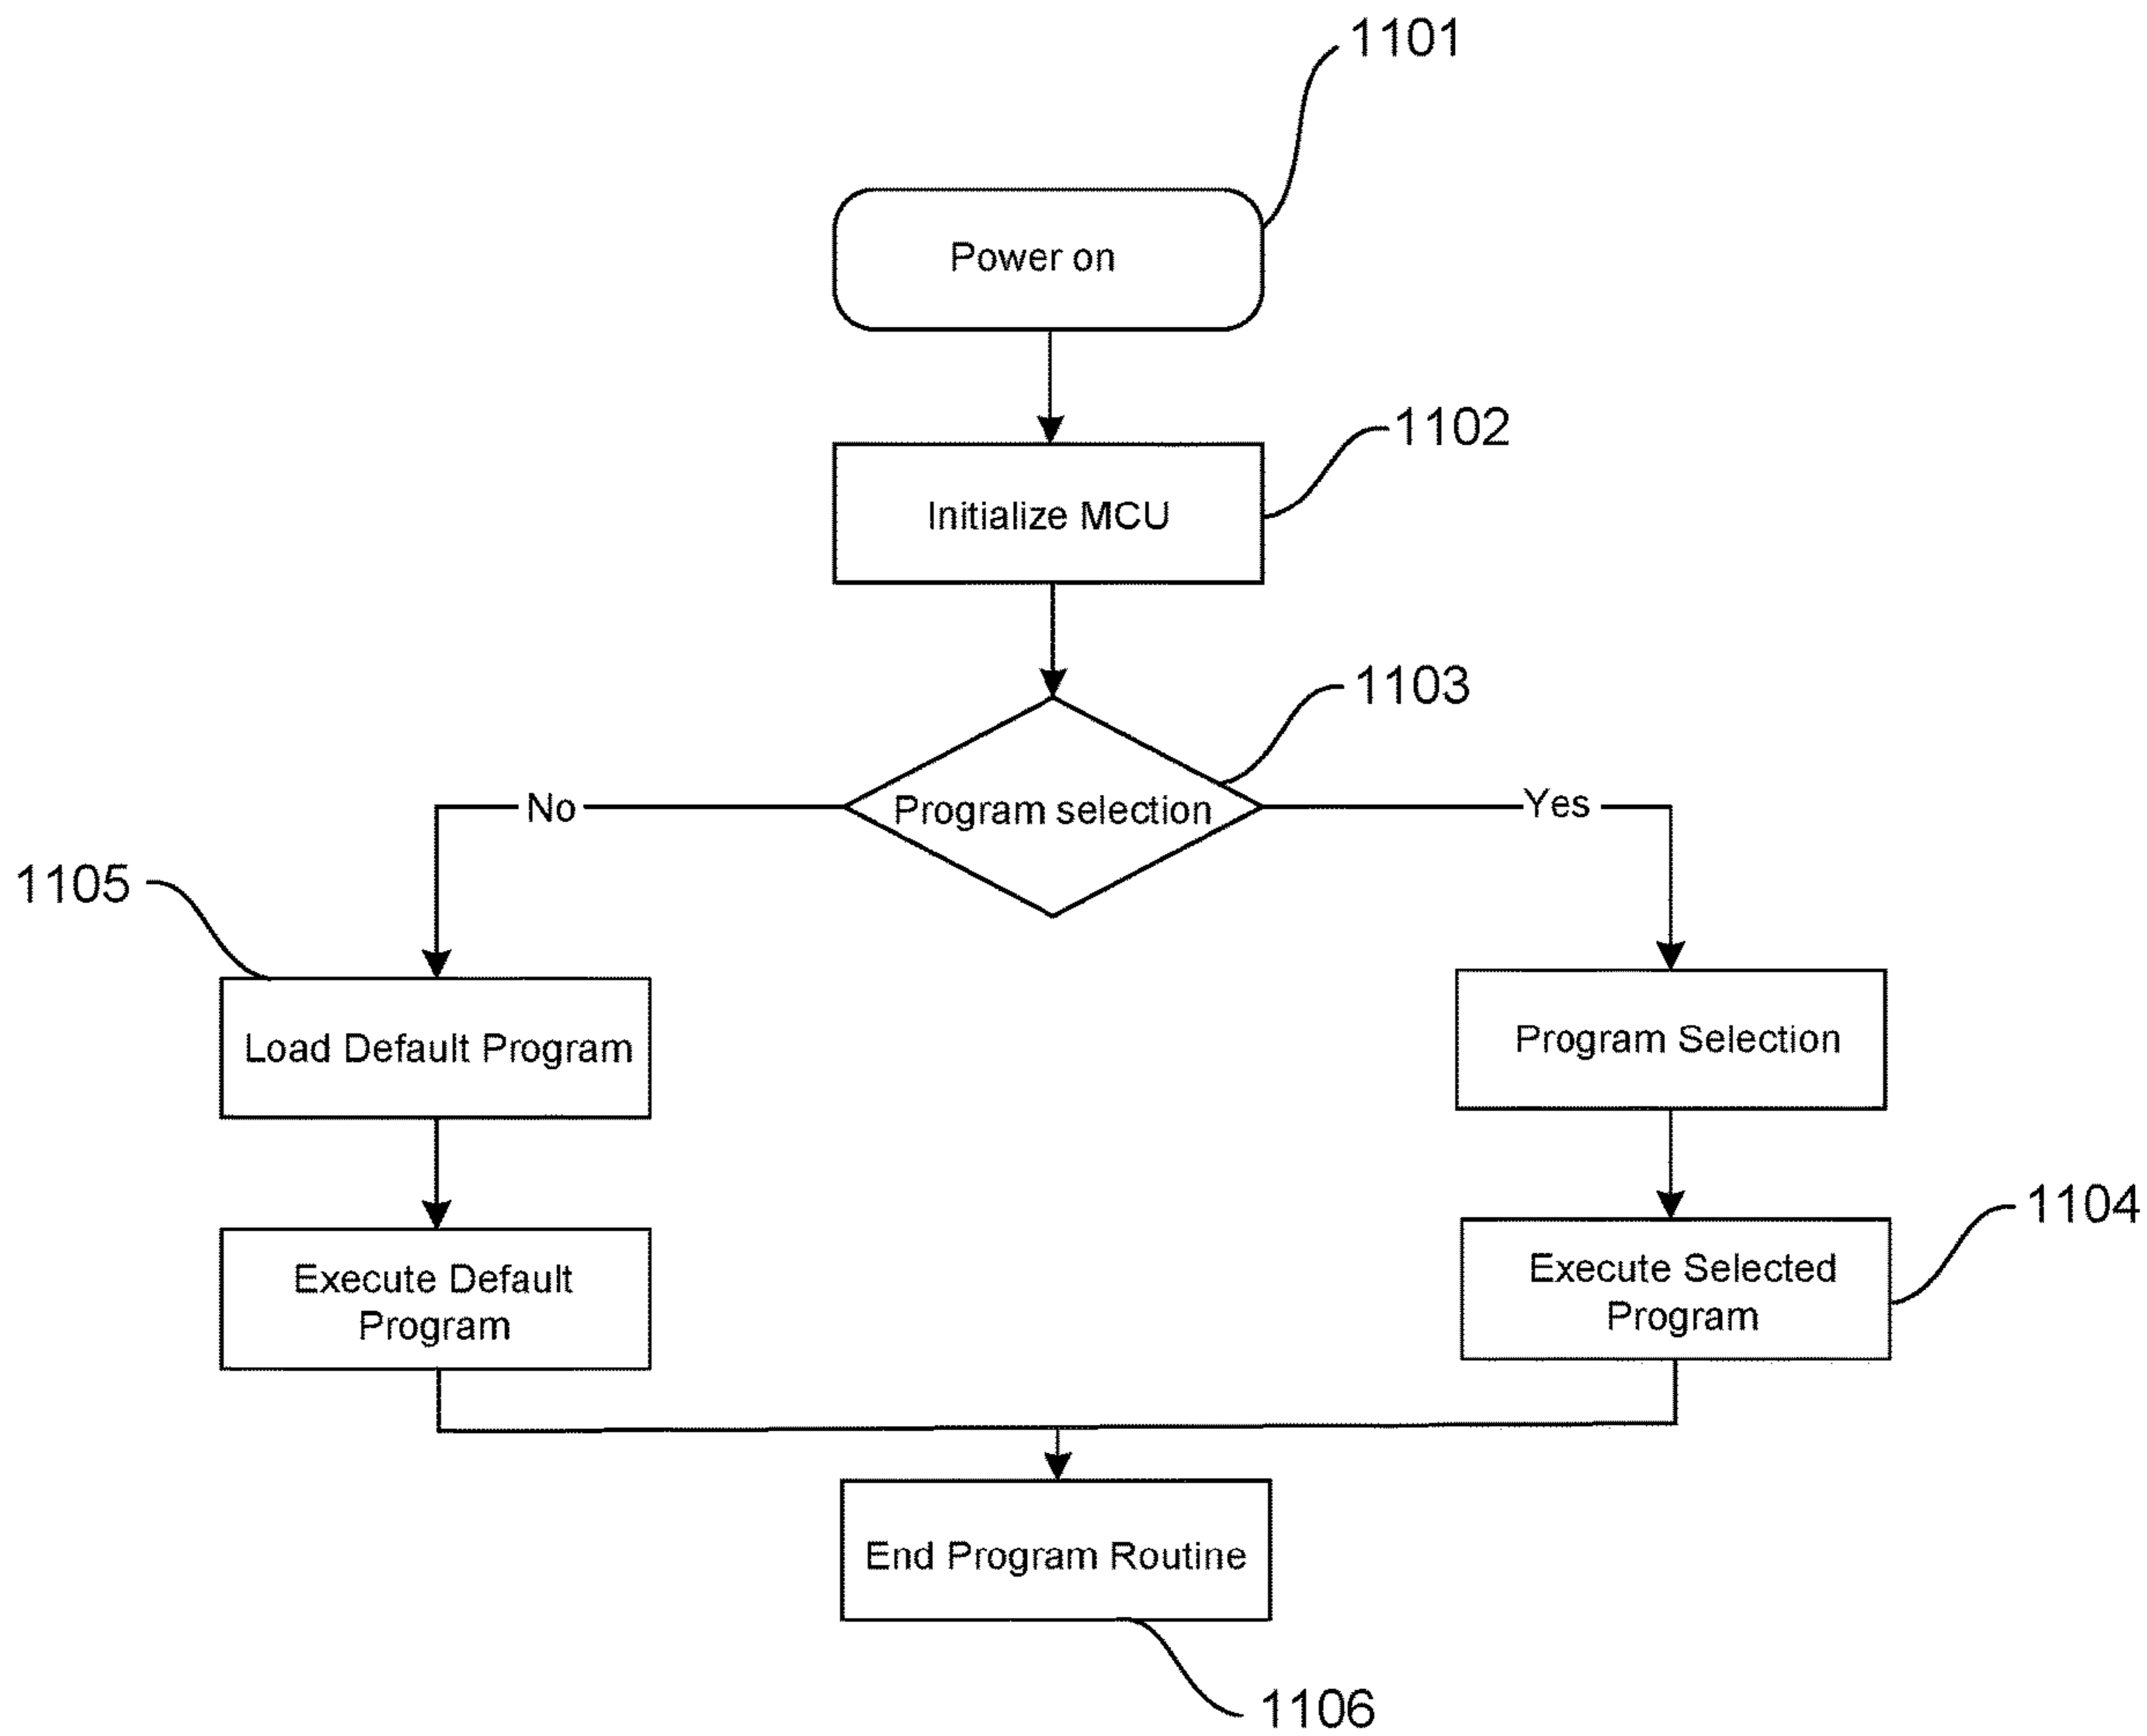 1101
Power on
1102
Initialize MCU
1103
Program selection
No
Yes
1105
Load Default Program
Program Selection
1104
Execute Default
Program
Execute Selected
Program
End Program Routine
1106